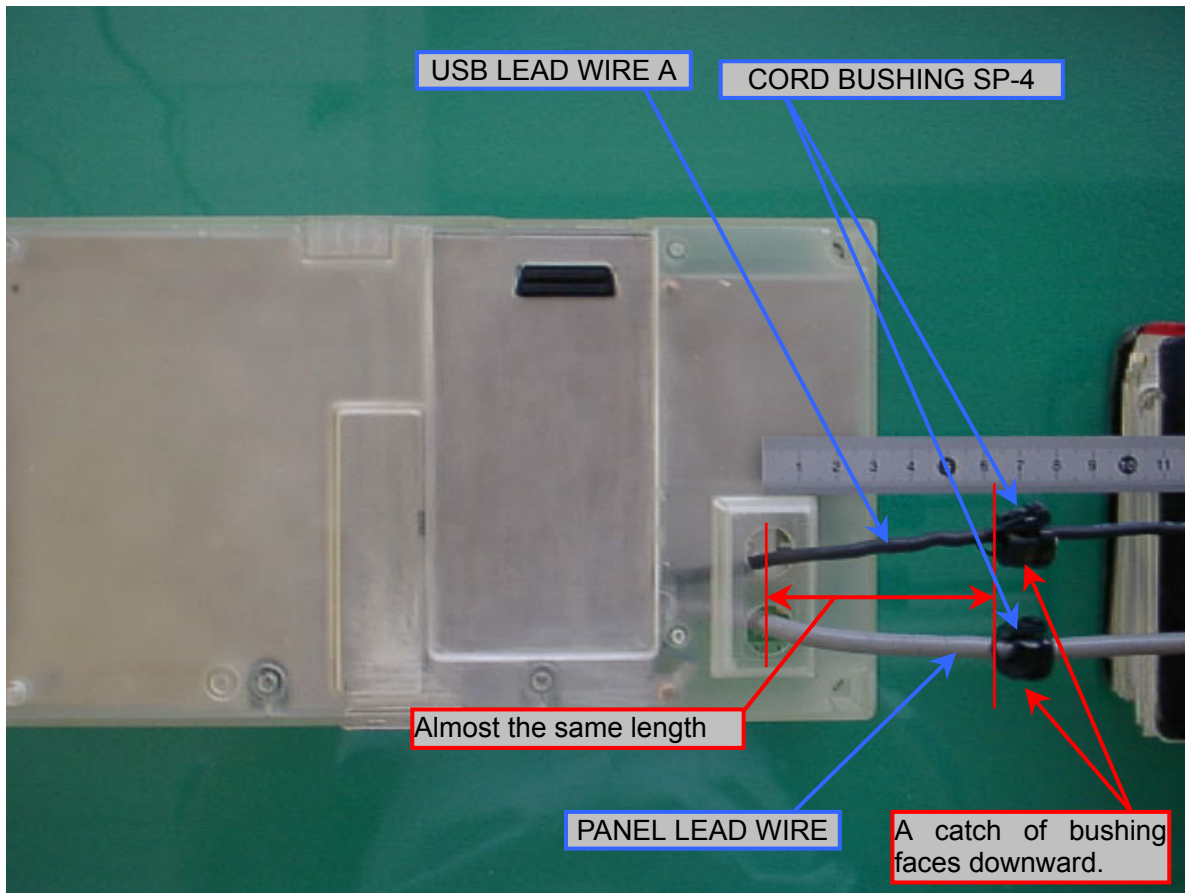 USB LEAD WIRE A
CORD BUSHING SP-4
1 2 3 4 5 6 7 8 9 10 11
Almost the same length
PANEL LEAD WIRE
A catch of bushing
faces downward.